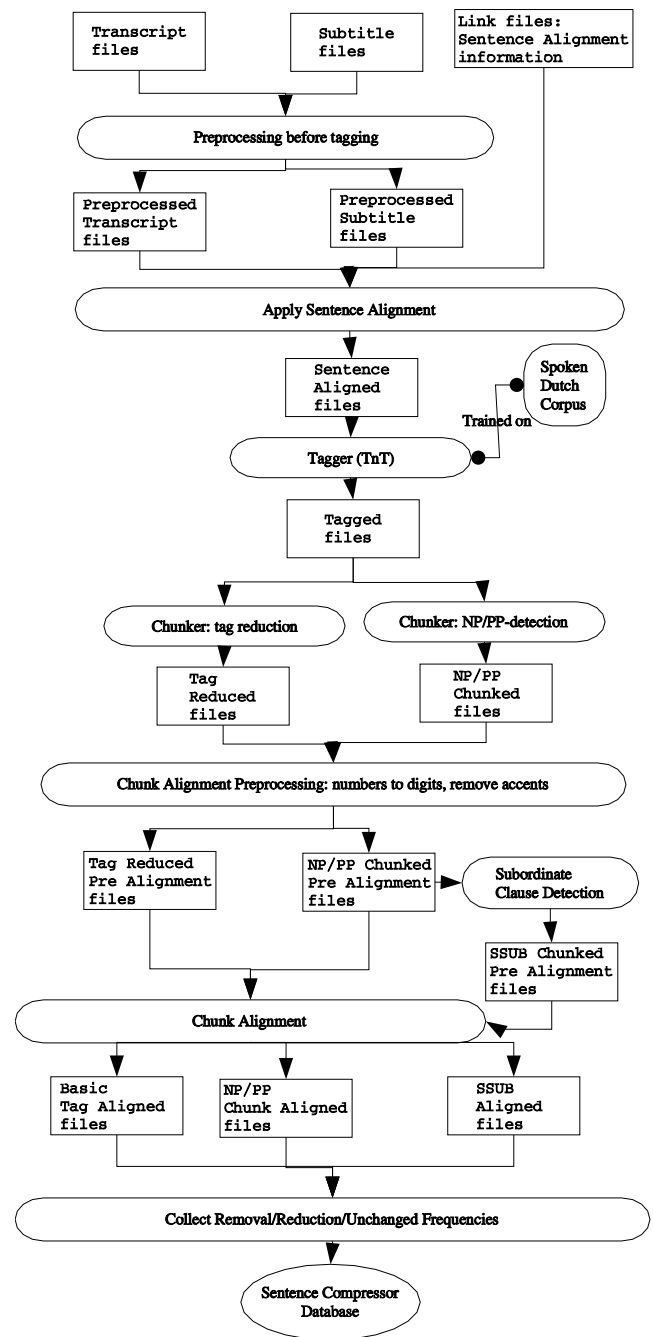 Transcript
files
Subtitle
files
Link files:
Sentence Alignment
information
Preprocessing before tagging
Preprocessed
Transcript
files
Preprocessed
Subtitle
files
Apply Sentence Alignment
Sentence
Aligned
files
Spoken
Dutch
Corpus
Trained on
Tagger (TnT)
Tagged
files
Chunker: tag reduction
Chunker: NP/PP-detection
Tag
Reduced
files
NP/PP
Chunked
files
Chunk Alignment Preprocessing: numbers to digits, remove accents
Tag Reduced
Pre Alignment
files
NP/PP Chunked
Pre Alignment
files
Subordinate
Clause Detection
SSUB Chunked
Pre Alignment
files
Chunk Alignment
Basic
Tag Aligned
files
NP/PP
Chunk Aligned
files
SSUB
Aligned
files
Collect Removal/Reduction/Unchanged Frequencies
Sentence Compressor
Database